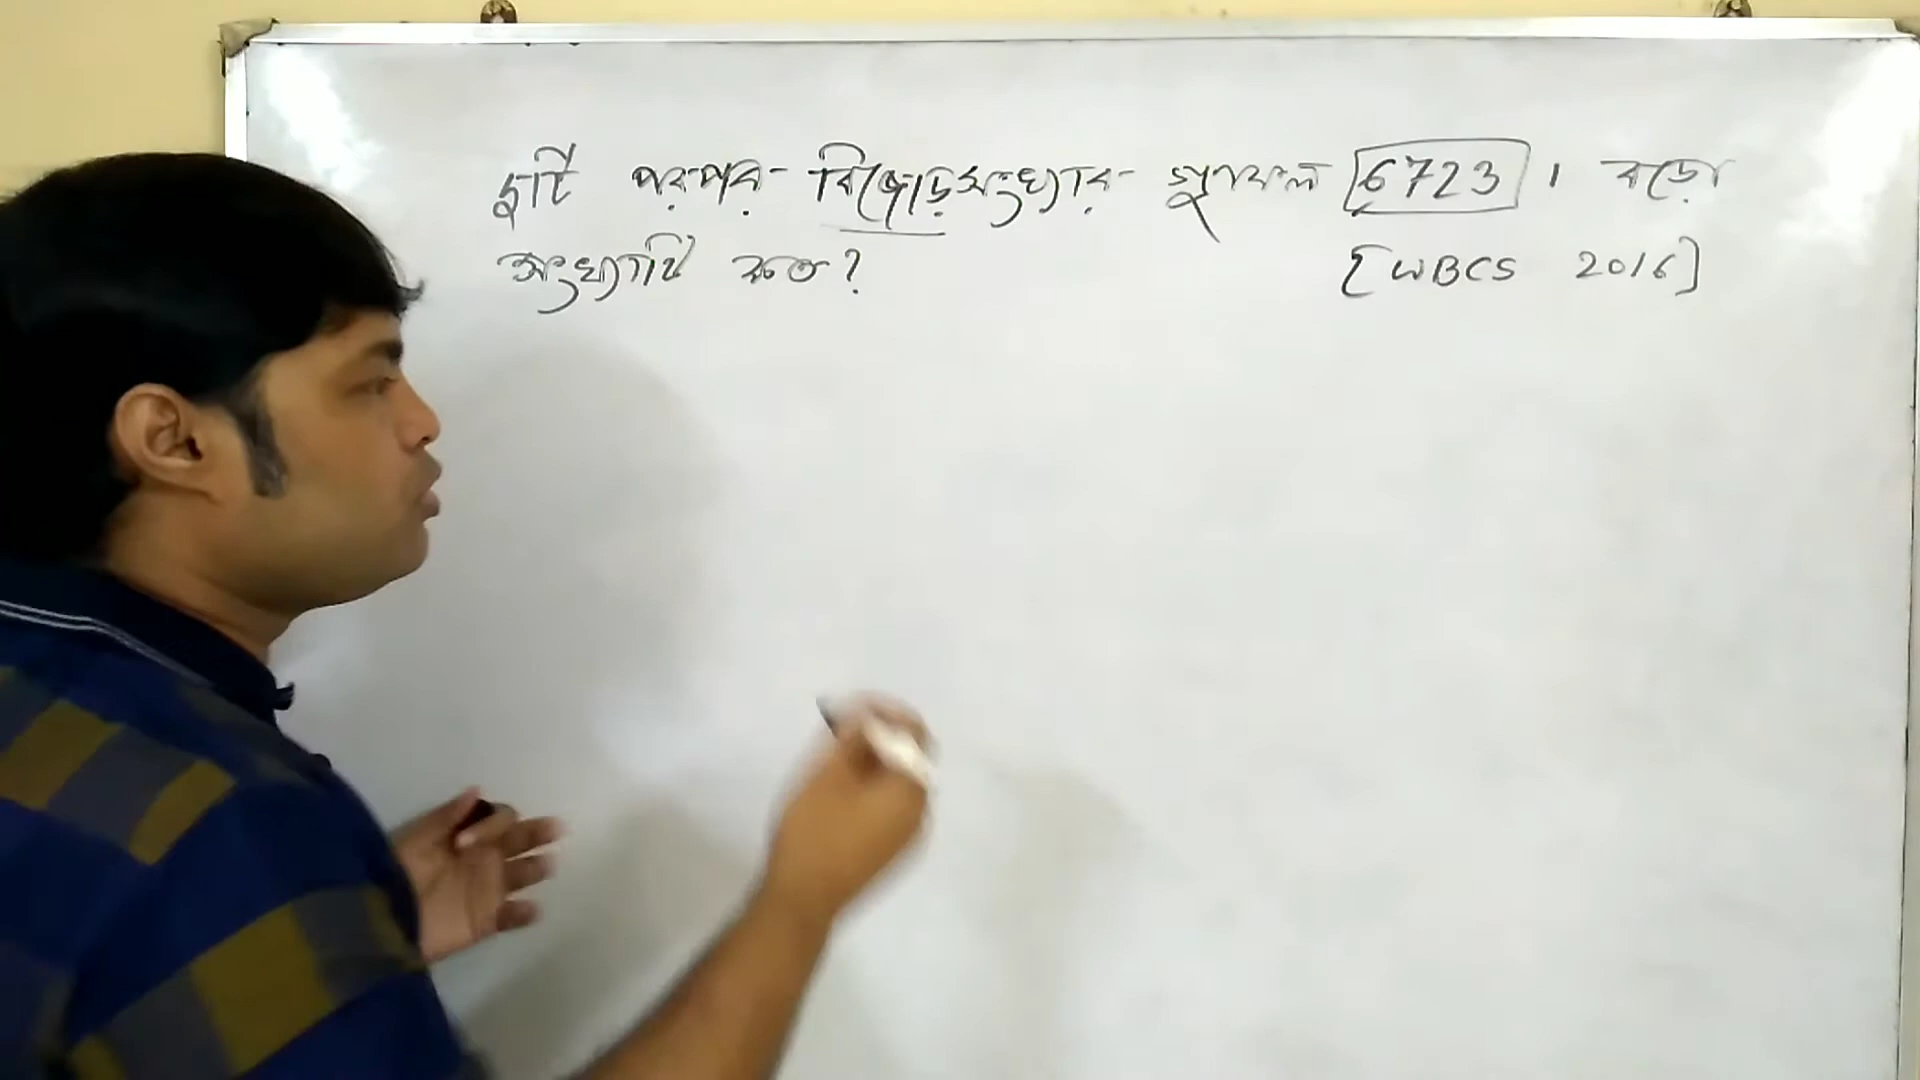 দুটি পরপর বিজোড় সংখ্যার গুণফল 6723। বড়ো
সংখ্যাটি কত? [WBCS 2016]